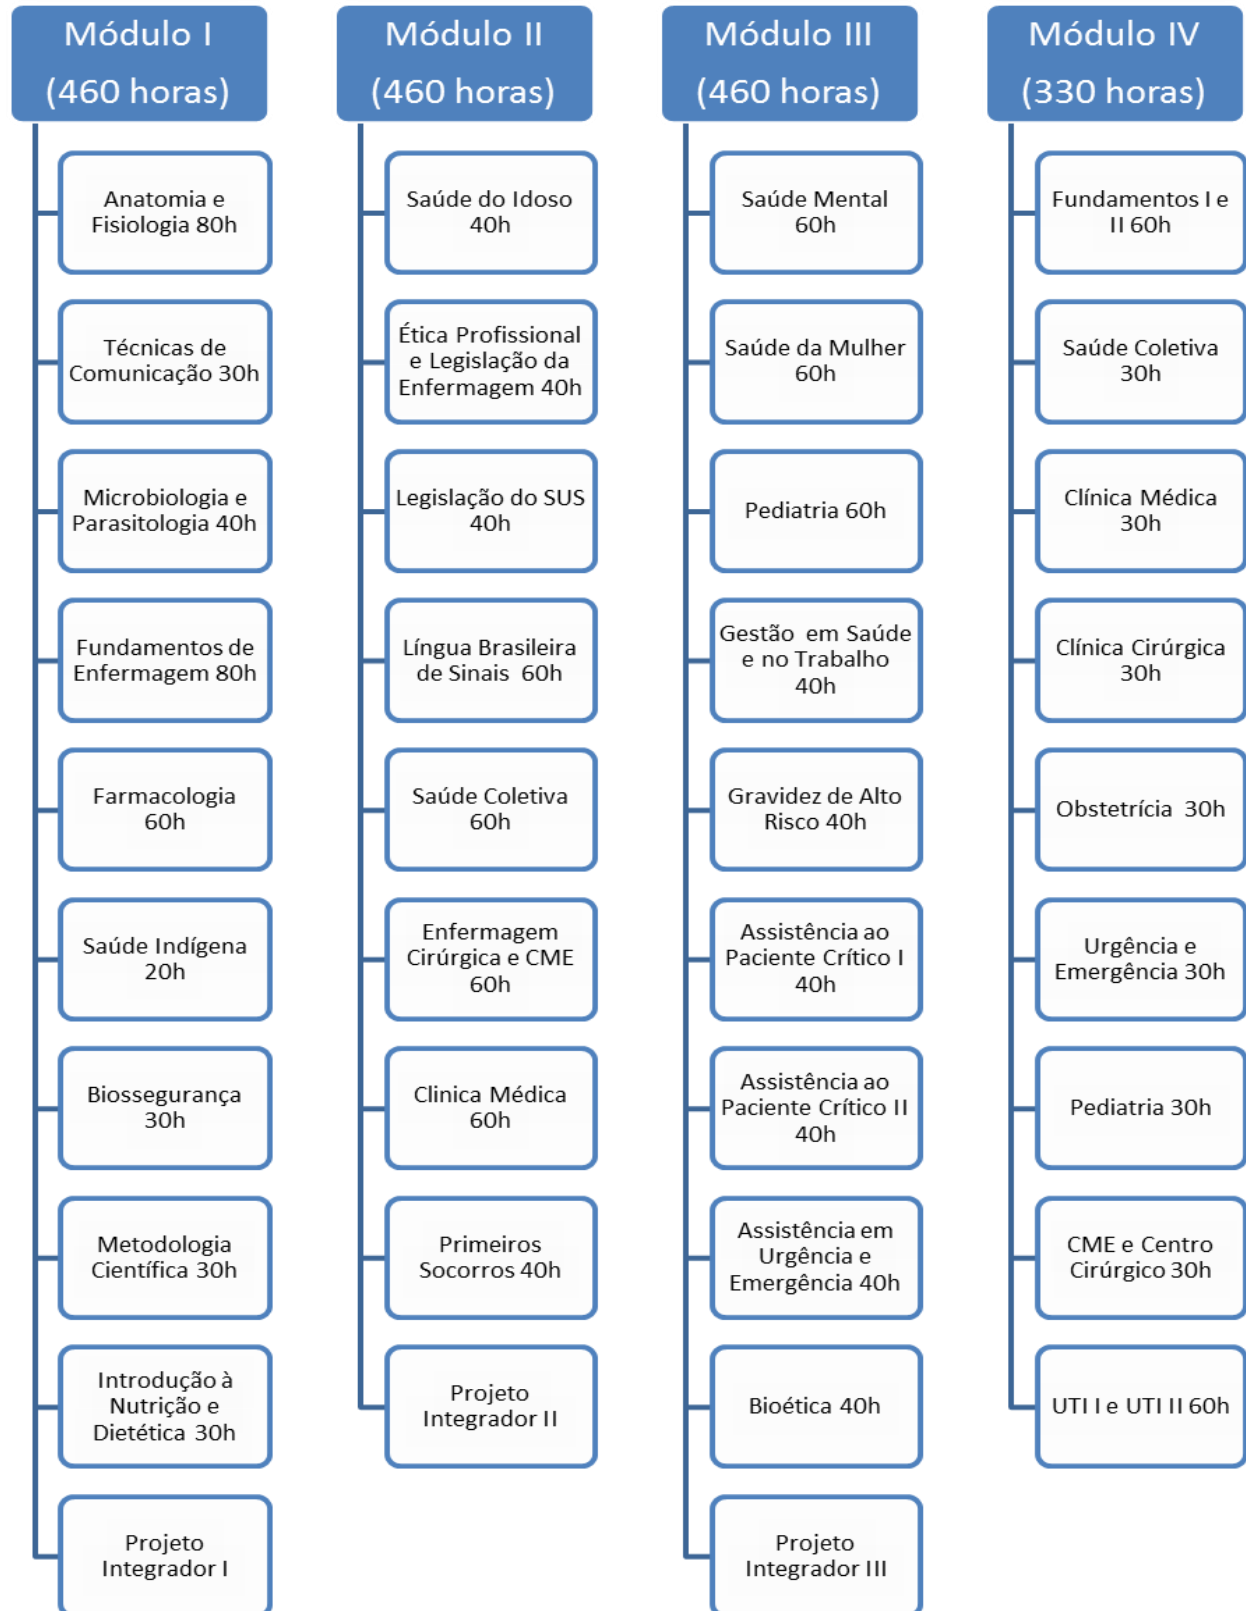 Módulo I
(460 horas)
Anatomia e
Fisiologia 80h
Técnicas de
Comunicação 30h
Microbiologia e
Parasitologia 40h
Fundamentos de
Enfermagem 80h
Farmacologia
60h
Saúde Indígena
20h
Biossegurança
30h
Metodologia
Científica 30h
Introdução à
Nutrição e
Dietética 30h
Projeto
Integrador I
Módulo II
(460 horas)
Saúde do Idoso
40h
Ética Profissional
e Legislação da
Enfermagem 40h
Legislação do SUS
40h
Língua Brasileira
de Sinais 60h
Saúde Coletiva
60h
Enfermagem
Cirúrgica e CME
60h
Clinica Médica
60h
Primeiros
Socorros 40h
Projeto
Integrador II
Módulo III
(460 horas)
Saúde Mental
60h
Saúde da Mulher
60h
Pediatria 60h
Gestão em Saúde
e no Trabalho
40h
Gravidez de Alto
Risco 40h
Assistência ao
Paciente Crítico I
40h
Assistência ao
Paciente Crítico II
40h
Assistência em
Urgência e
Emergência 40h
Bioética 40h
Projeto
Integrador III
Módulo IV
(330 horas)
Fundamentos I e
II 60h
Saúde Coletiva
30h
Clínica Médica
30h
Clínica Cirúrgica
30h
Obstetrícia 30h
Urgência e
Emergência 30h
Pediatria 30h
CME e Centro
Cirúrgico 30h
UTI I e UTI II 60h